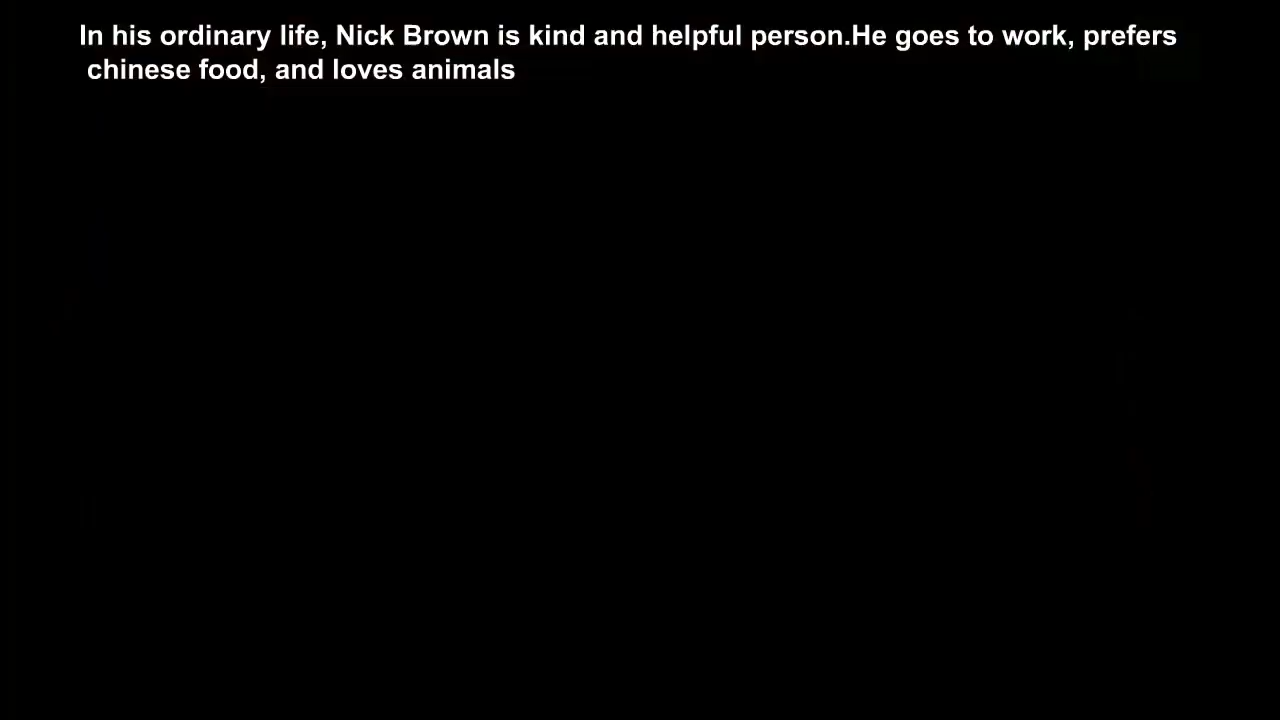 In his ordinary life, Nick Brown is kind and helpful person.He goes to work, prefers
chinese food, and loves animals